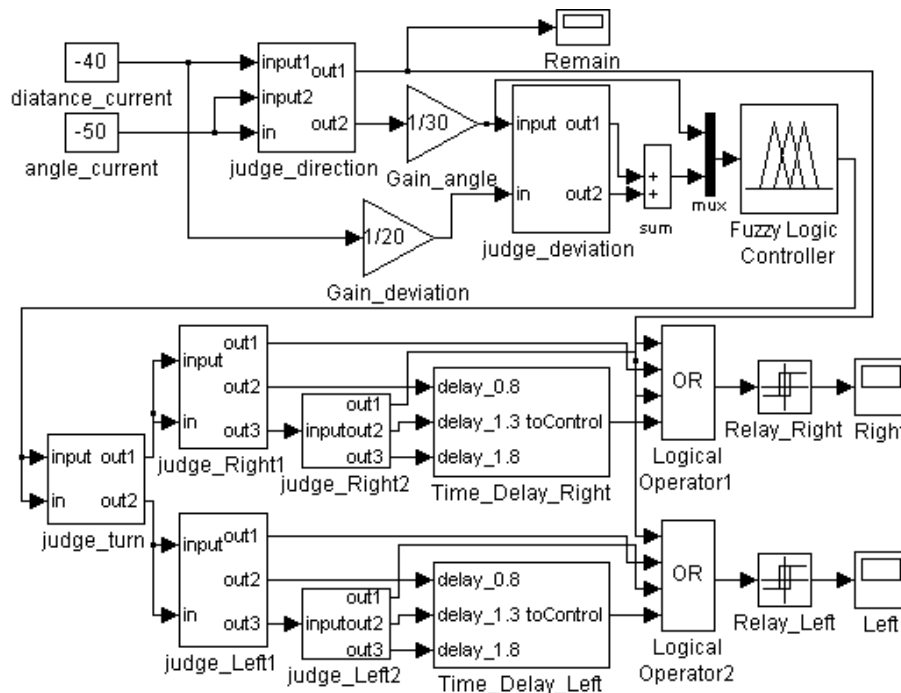 -40
diatance_current
-50
angle_current
input1
input2
in
out1
out2
judge_direction
Remain
1/30
Gain_angle
1/20
Gain_deviation
input
in
out1
out2
judge_deviation
+
+
sum
mux
Fuzzy Logic
Controller
input
in
out1
out2
judge_turn
input
in
out1
out2
out3
judge_Right1
input
out1
out2
out3
judge_Right2
delay_0.8
delay_1.3
delay_1.8
toControl
Time_Delay_Right
OR
Logical
Operator1
Relay_Right
Right
input
in
out1
out2
out3
judge_Left1
input
out1
out2
out3
judge_Left2
delay_0.8
delay_1.3
delay_1.8
toControl
Time_Delay_Left
OR
Logical
Operator2
Relay_Left
Left